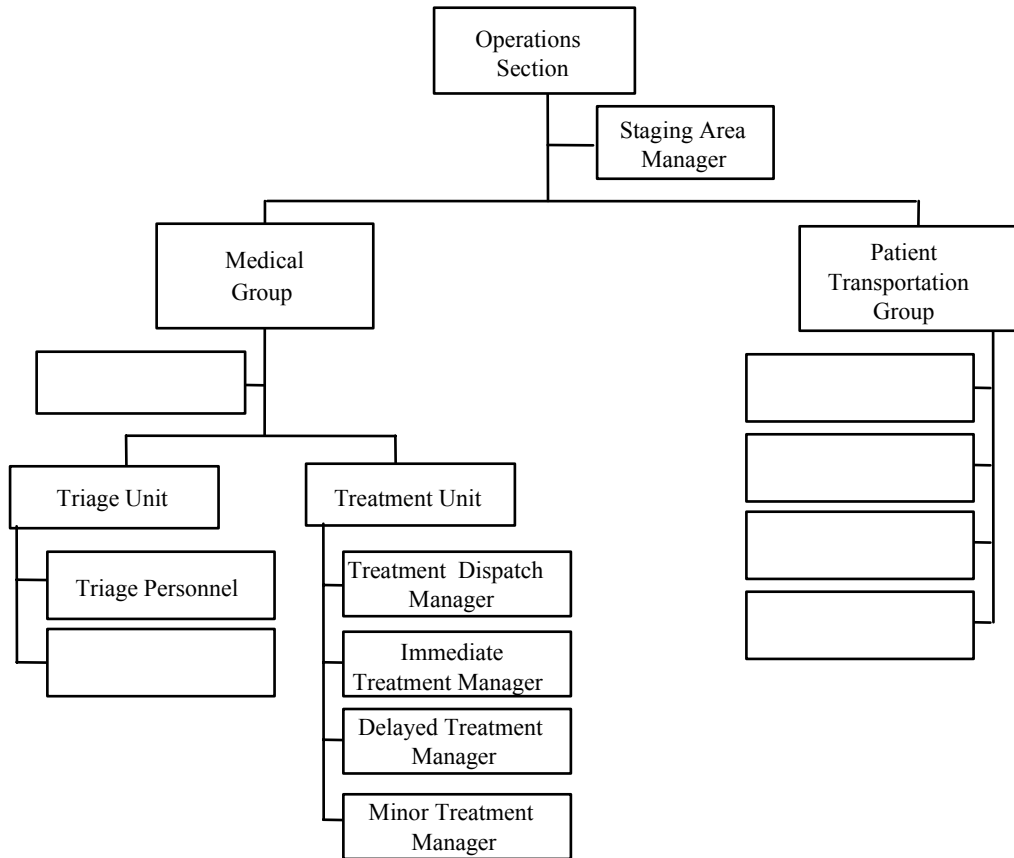 Operations
Section
Staging Area
Manager
Medical
Group
Patient
Transportation
Group
Triage Unit
Treatment Unit
Triage Personnel
Treatment Dispatch
Manager
Immediate
Treatment Manager
Delayed Treatment
Manager
Minor Treatment
Manager